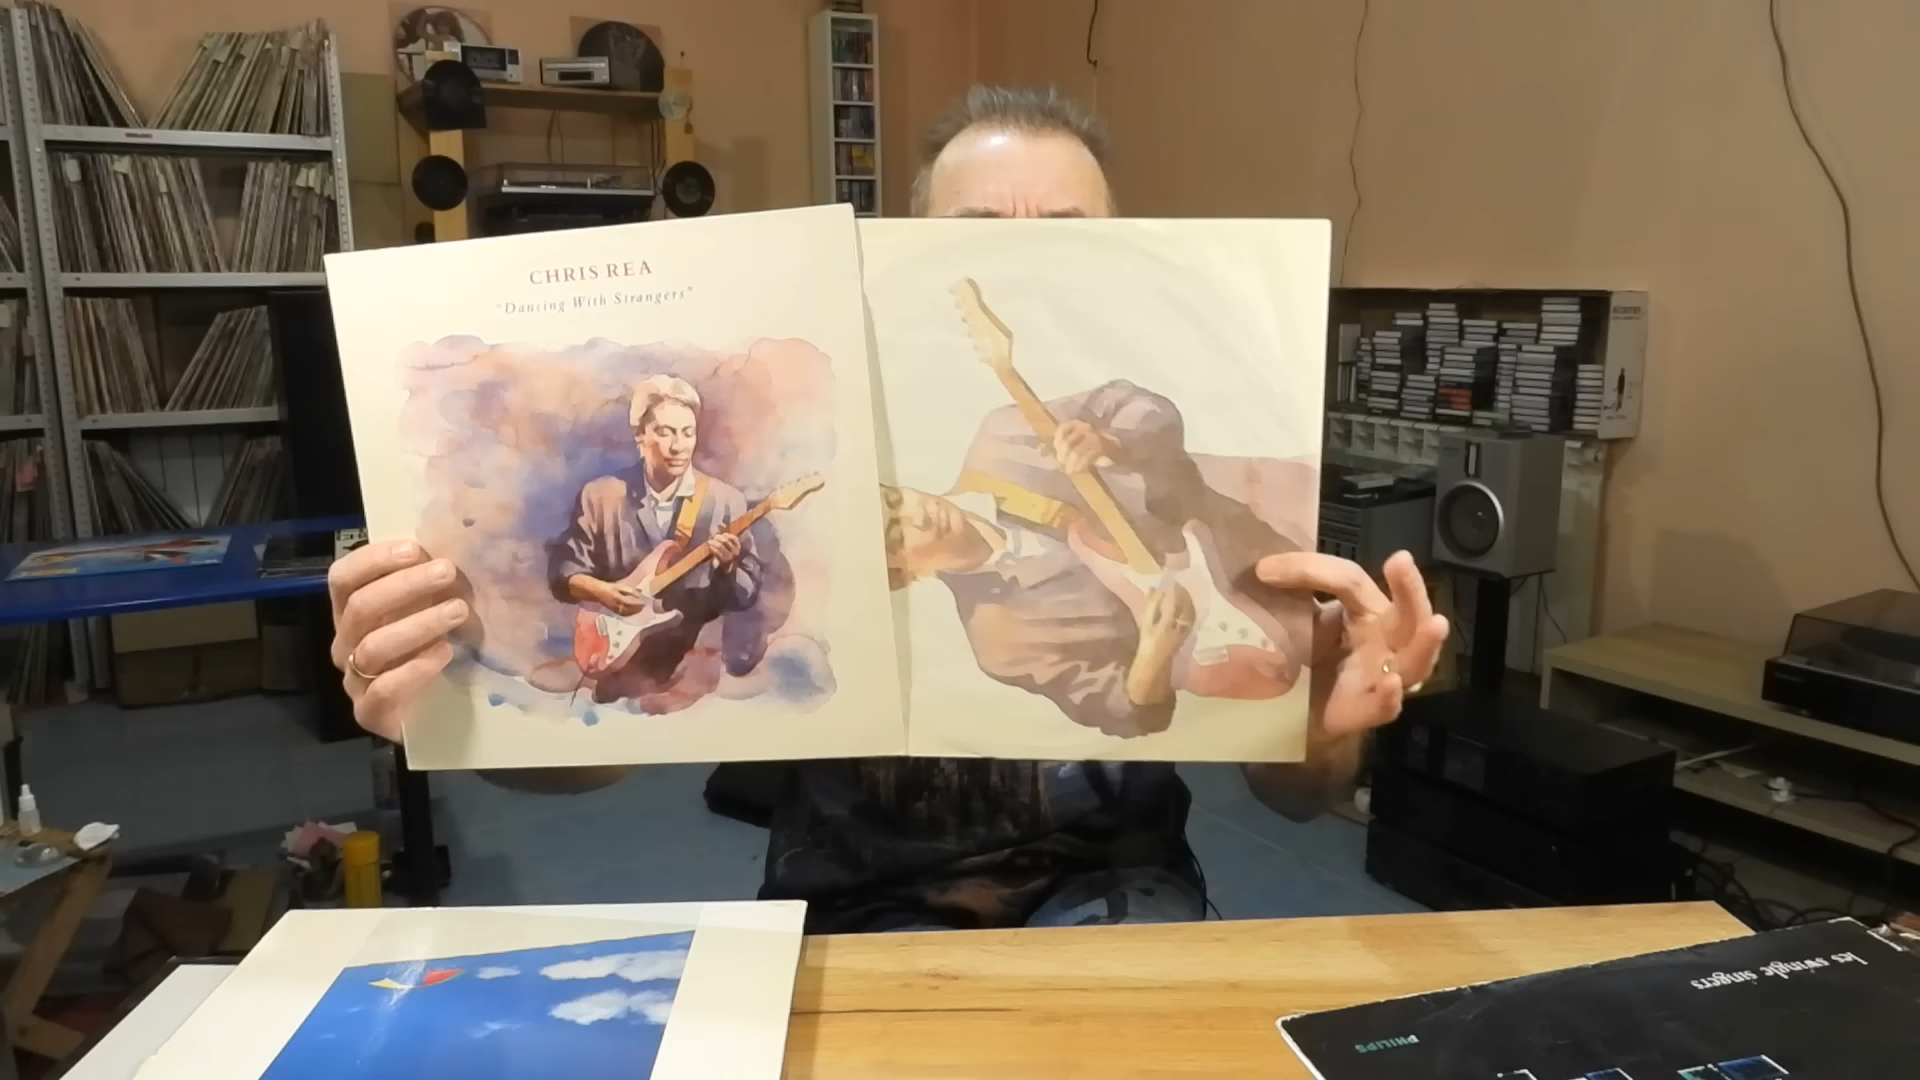 CHRIS REA
"Dancing With Strangers"
les swingle singers
PHILIPS